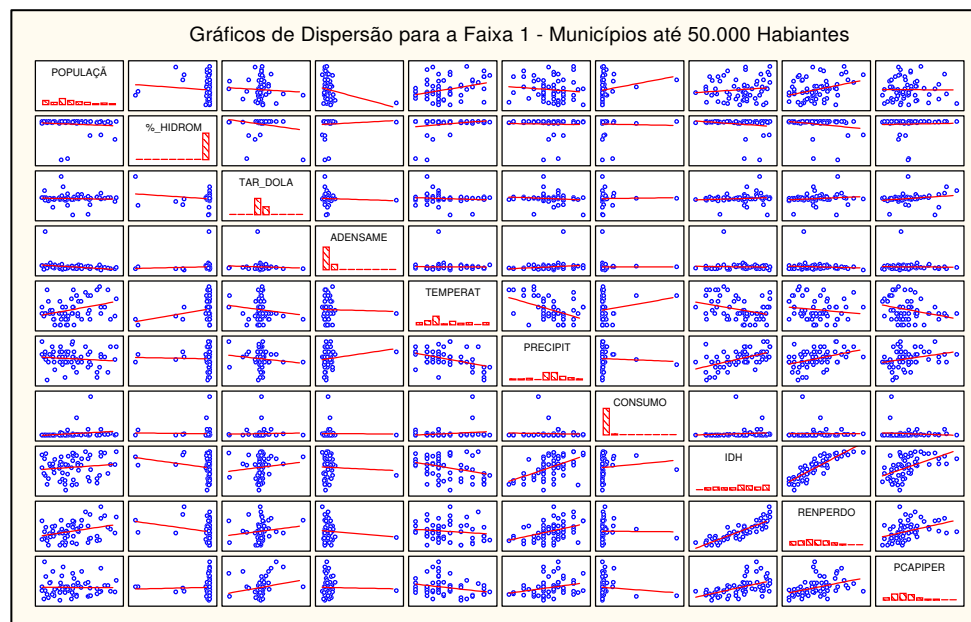 Gráficos de Dispersão para a Faixa 1 - Municípios até 50.000 Habiantes
POPULAÇÃ
%_HIDROM
TAR_DOLA
ADENSAME
TEMPERAT
PRECIPIT
CONSUMO
IDH
RENPERDO
PCAPIPER